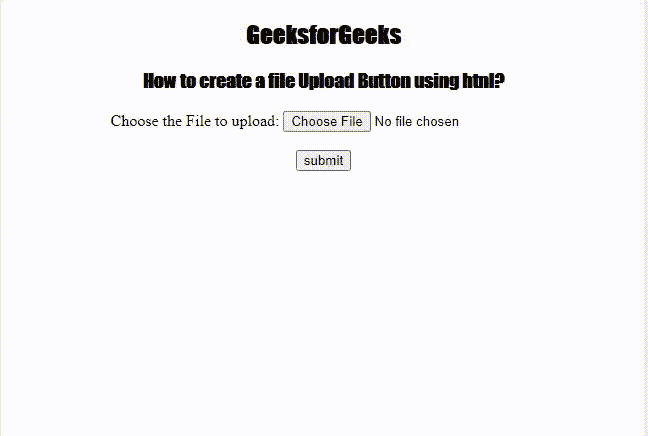 GeeksforGeeks
How to create a file Upload Button using html?
Choose the File to upload: Choose File No file chosen
submit